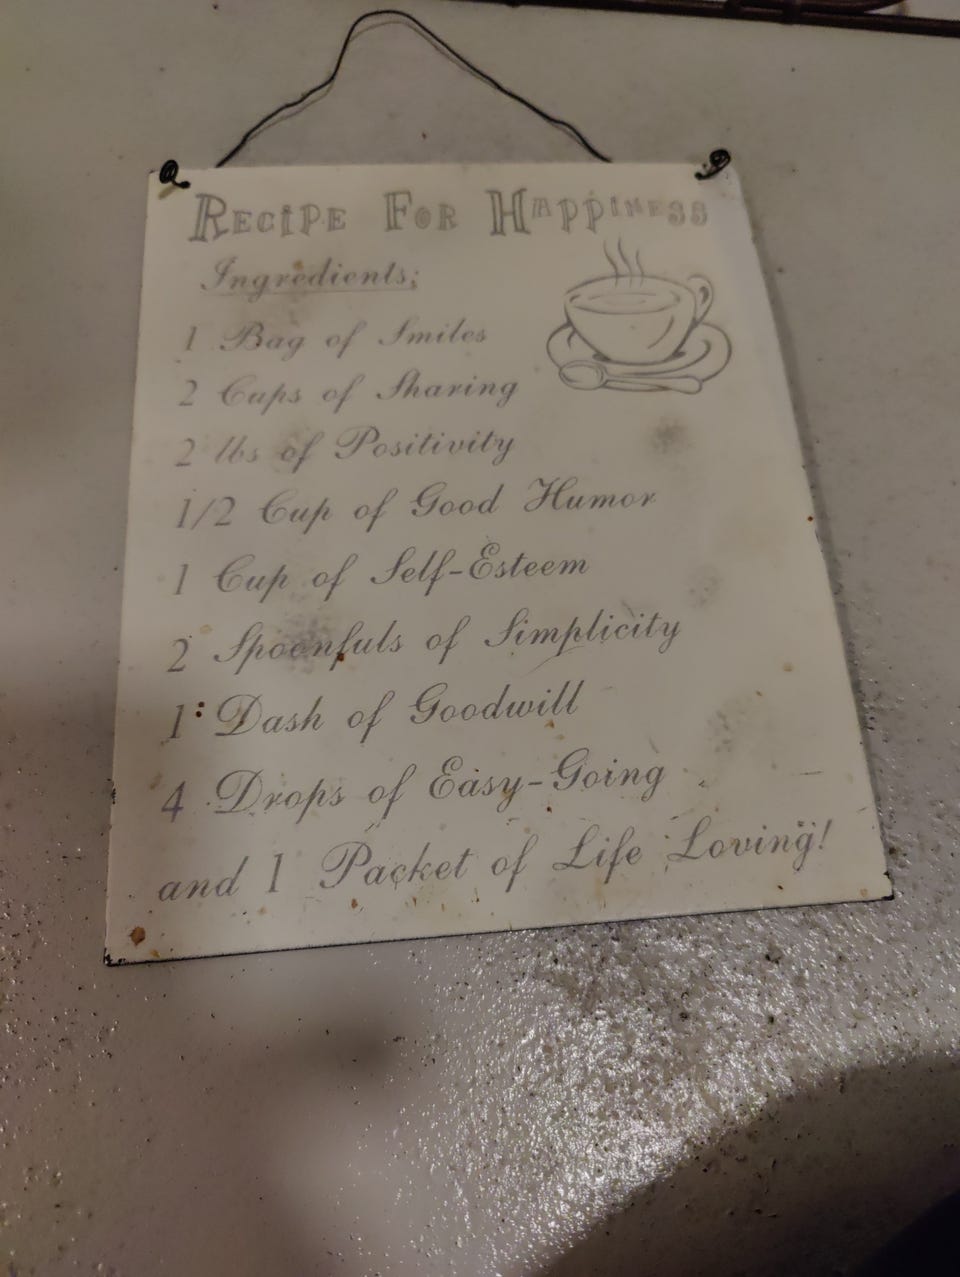 Recipe For Happiness
Ingredients;
1 Bag of Smiles
2 Cups of Sharing
2 lbs of Positivity
1/2 Cup of Good Humor
1 Cup of Self-Esteem
2 Spoonfuls of Simplicity
1 Dash of Goodwill
4 Drops of Easy-Going
and 1 Packet of Life Loving!